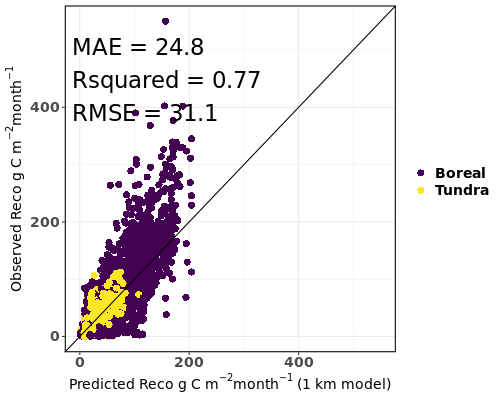 MAE = 24.8
Rsquared = 0.77
RMSE = 31.1
Observed Reco g C m⁻²month⁻¹
400
200
0
0 200 400
Predicted Reco g C m⁻²month⁻¹ (1 km model)
Boreal
Tundra